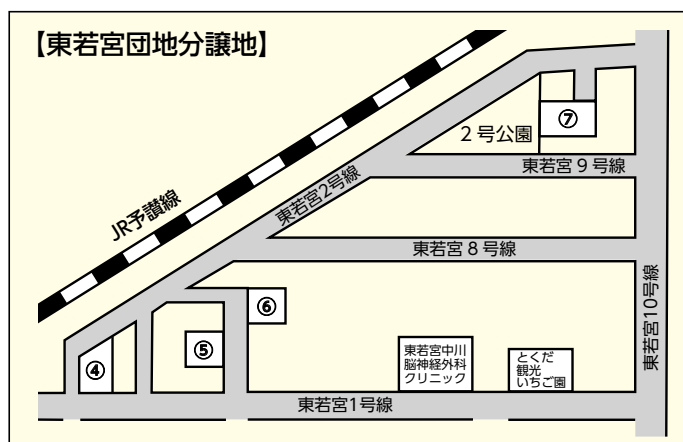 【東若宮団地分譲地】
⑦
2号公園
東若宮9号線
東若宮2号線
JR予讃線
東若宮8号線
東若宮10号線
⑥
⑤
④
東若宮中川
脳神経外科
クリニック
とくだ
観光
いちご園
東若宮1号線